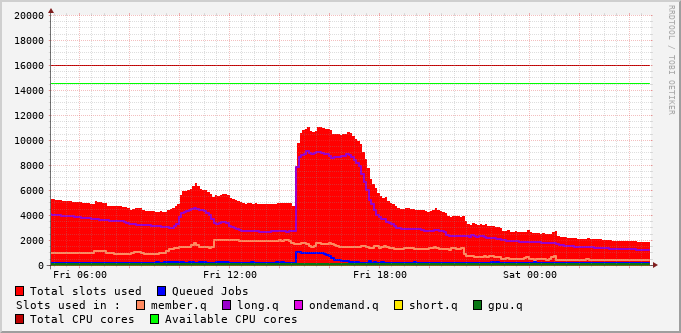 RRDTOOL / TOBI OETIKER
20000
18000
16000
14000
12000
10000
8000
6000
4000
2000
0
Fri 06:00 Fri 12:00 Fri 18:00 Sat 00:00
Total slots used Queued Jobs
Slots used in : member.q long.q ondemand.q short.q gpu.q
Total CPU cores Available CPU cores